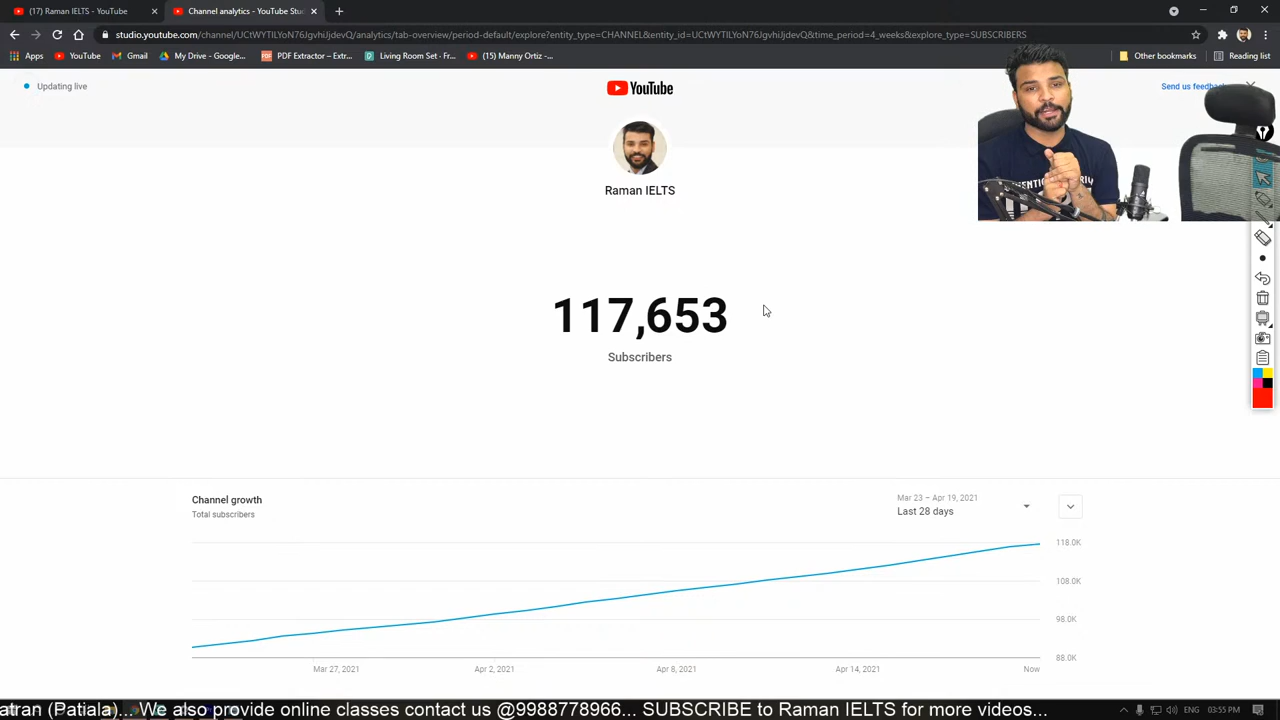 (17) Raman IELTS - YouTube
Channel analytics - YouTube Stu
studio.youtube.com/channel/UCtWYTILYoN76JgvhiJjdevQ/analytics/tab-overview/period-default/explore?entity_type=CHANNEL&entity_id=UCtWYTILYoN76JgvhiJjdevQ&time_period=4_weeks&explore_type=SUBSCRIBERS
Apps YouTube Gmail My Drive - Google... PDF Extractor – Extr... Living Room Set - Fr... (15) Manny Ortiz -... Other bookmarks Reading list
Updating live
YouTube
Send us feedba
Raman IELTS
117,653
Subscribers
Channel growth
Total subscribers
Mar 23 – Apr 19, 2021
Last 28 days
118.0K
108.0K
98.0K
88.0K
Mar 27, 2021 Apr 2, 2021 Apr 8, 2021 Apr 14, 2021 Now
atran (Patiala)... We also provide online classes contact us @9988778966... SUBSCRIBE to Raman IELTS for more videos...
ENG 03:55 PM